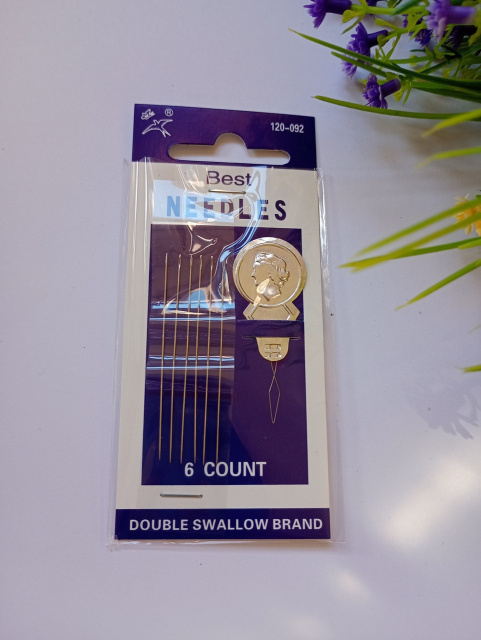 ®
120-092
Best
NEEDLES
6 COUNT
DOUBLE SWALLOW BRAND